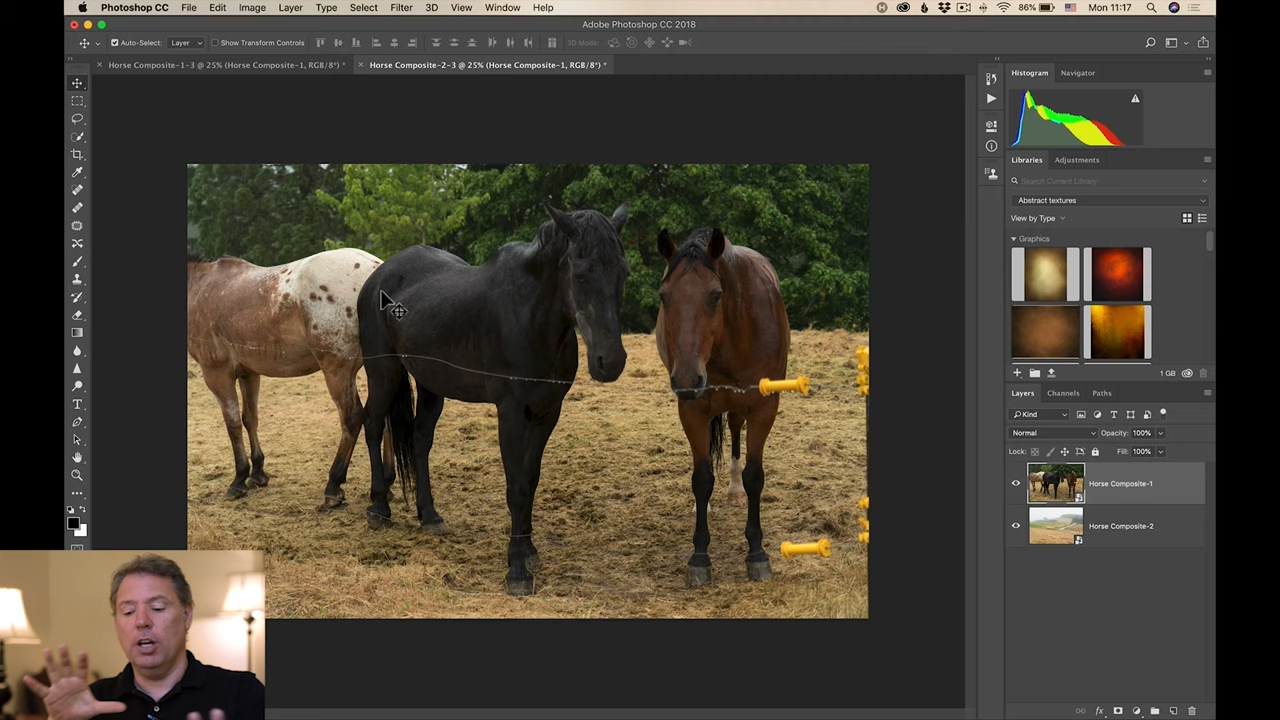 Photoshop CC File Edit Image Layer Type Select Filter 3D View Window Help 86% Mon 11:17
Adobe Photoshop CC 2018
Auto-Select: Layer Show Transform Controls 3D Mode:
× Horse Composite-1-3 @ 25% (Horse Composite-1, RGB/8*) * × Horse Composite-2-3 @ 25% (Horse Composite-1, RGB/8*) *
Histogram Navigator
Libraries Adjustments
Search Current Library
Abstract textures
View by Type
Graphics
1 GB
Layers Channels Paths
Kind
Normal Opacity: 100%
Lock: Fill: 100%
Horse Composite-1
Horse Composite-2